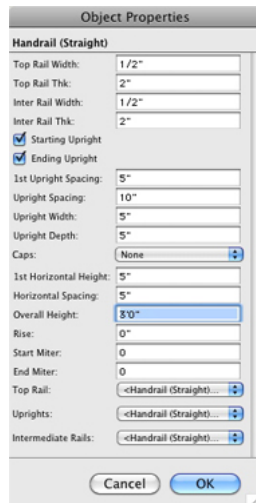 Object Properties
Handrail (Straight)
Top Rail Width: 1/2"
Top Rail Thk: 2"
Inter Rail Width: 1/2"
Inter Rail Thk: 2"
Starting Upright
Ending Upright
1st Upright Spacing: 5"
Upright Spacing: 10"
Upright Width: 5"
Upright Depth: 5"
Caps: None
1st Horizontal Height: 5"
Horizontal Spacing: 5"
Overall Height: 3'0"
Rise: 0"
Start Miter: 0
End Miter: 0
Top Rail: <Handrail (Straight)...
Uprights: <Handrail (Straight)...
Intermediate Rails: <Handrail (Straight)...
Cancel OK